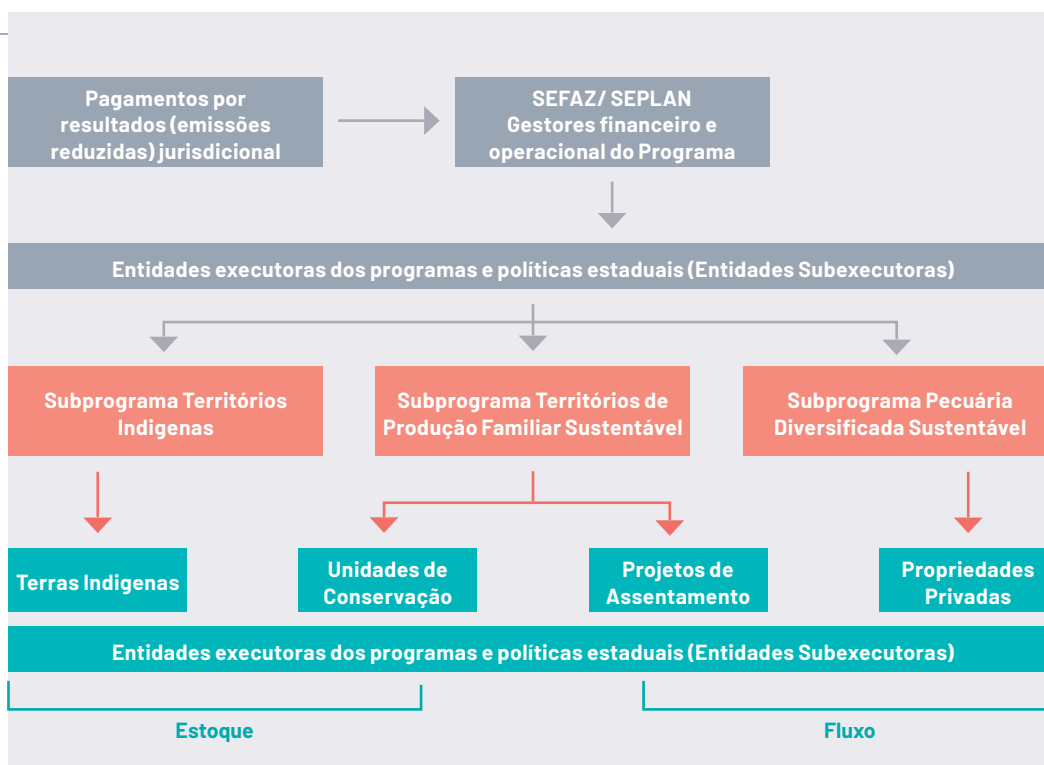 Pagamentos por
resultados (emissões
reduzidas) jurisdicional
SEFAZ/ SEPLAN
Gestores financeiro e
operacional do Programa
Entidades executoras dos programas e políticas estaduais (Entidades Subexecutoras)
Subprograma Territórios
Indigenas
Subprograma Territórios de
Produção Familiar Sustentável
Subprograma Pecuária
Diversificada Sustentável
Terras Indigenas
Unidades de
Conservação
Projetos de
Assentamento
Propriedades
Privadas
Entidades executoras dos programas e políticas estaduais (Entidades Subexecutoras)
Estoque
Fluxo